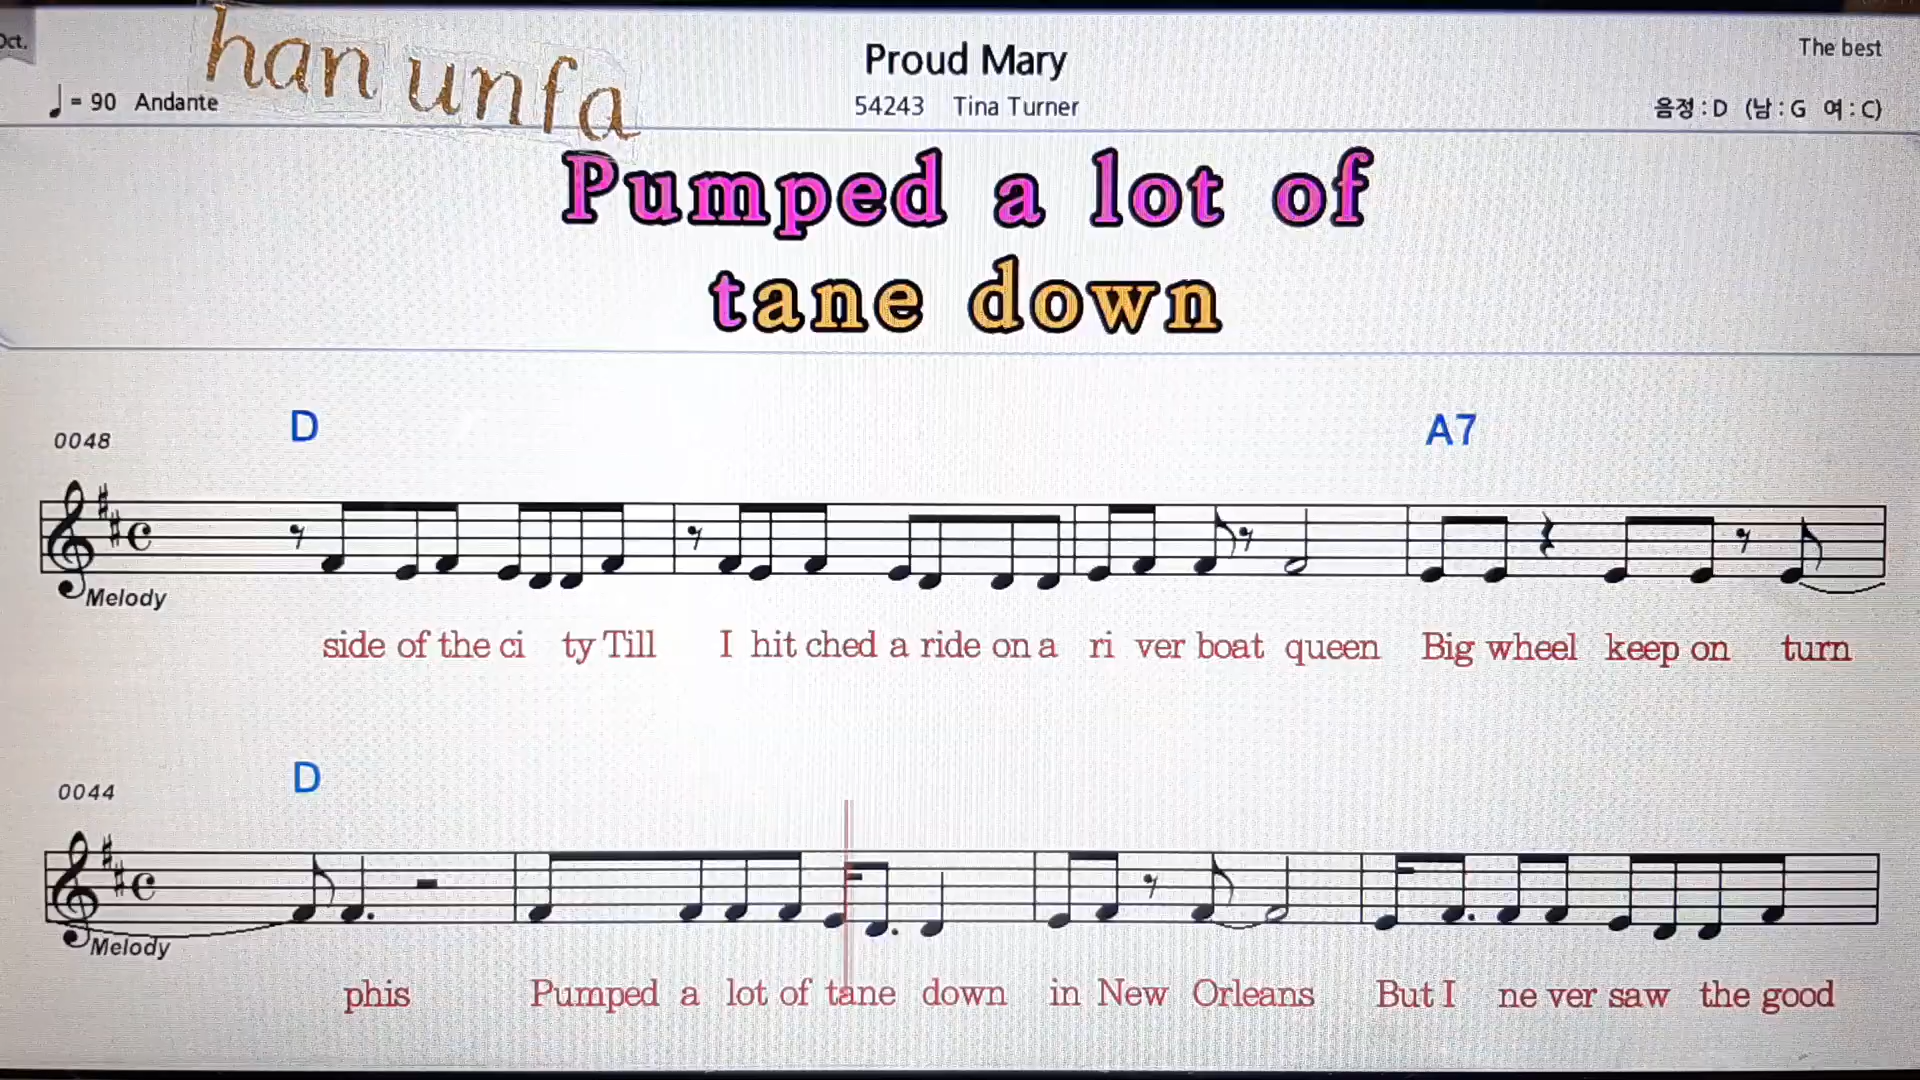 Oct.
han unfa
Proud Mary
The best
♩ = 90 Andante
54243 Tina Turner
음정 : D (남 : G 여 : C)
Pumped a lot of
tane down
D A7
0048
Melody
side of the ci ty Till I hit ched a ride on a ri ver boat queen Big wheel keep on turn
D
0044
Melody
phis Pumped a lot of tane down in New Orleans But I ne ver saw the good